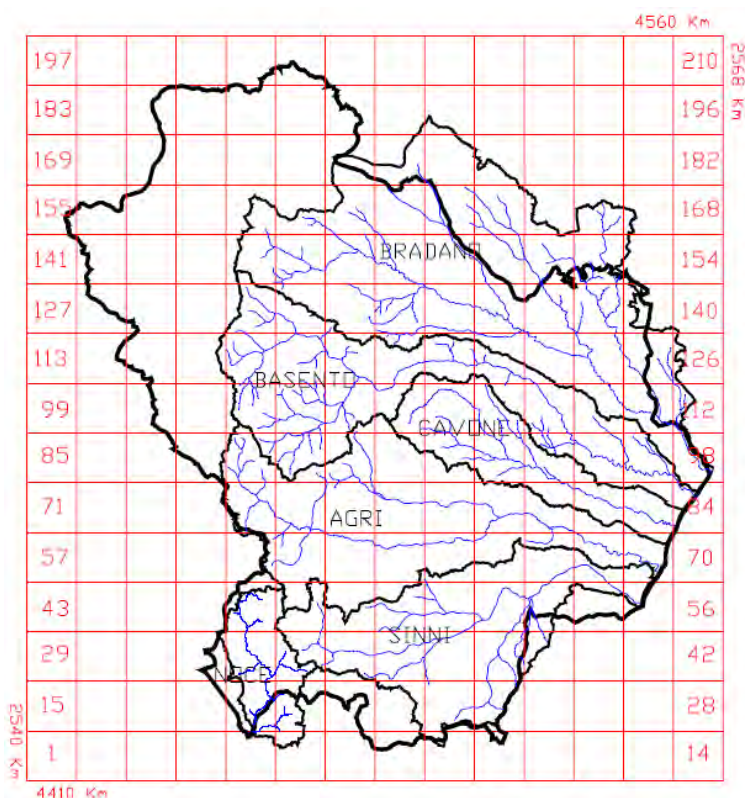 4560 Km
197 210
2568 Km
183 196
169 182
155 168
BRADANO
141 154
127 140
113 126
BASENTO
99 112
CAVONE
85 98
71 84
AGRI
57 70
43 56
SINNI
29 42
NOCE
15 28
2540 Km
1 14
4410 Km